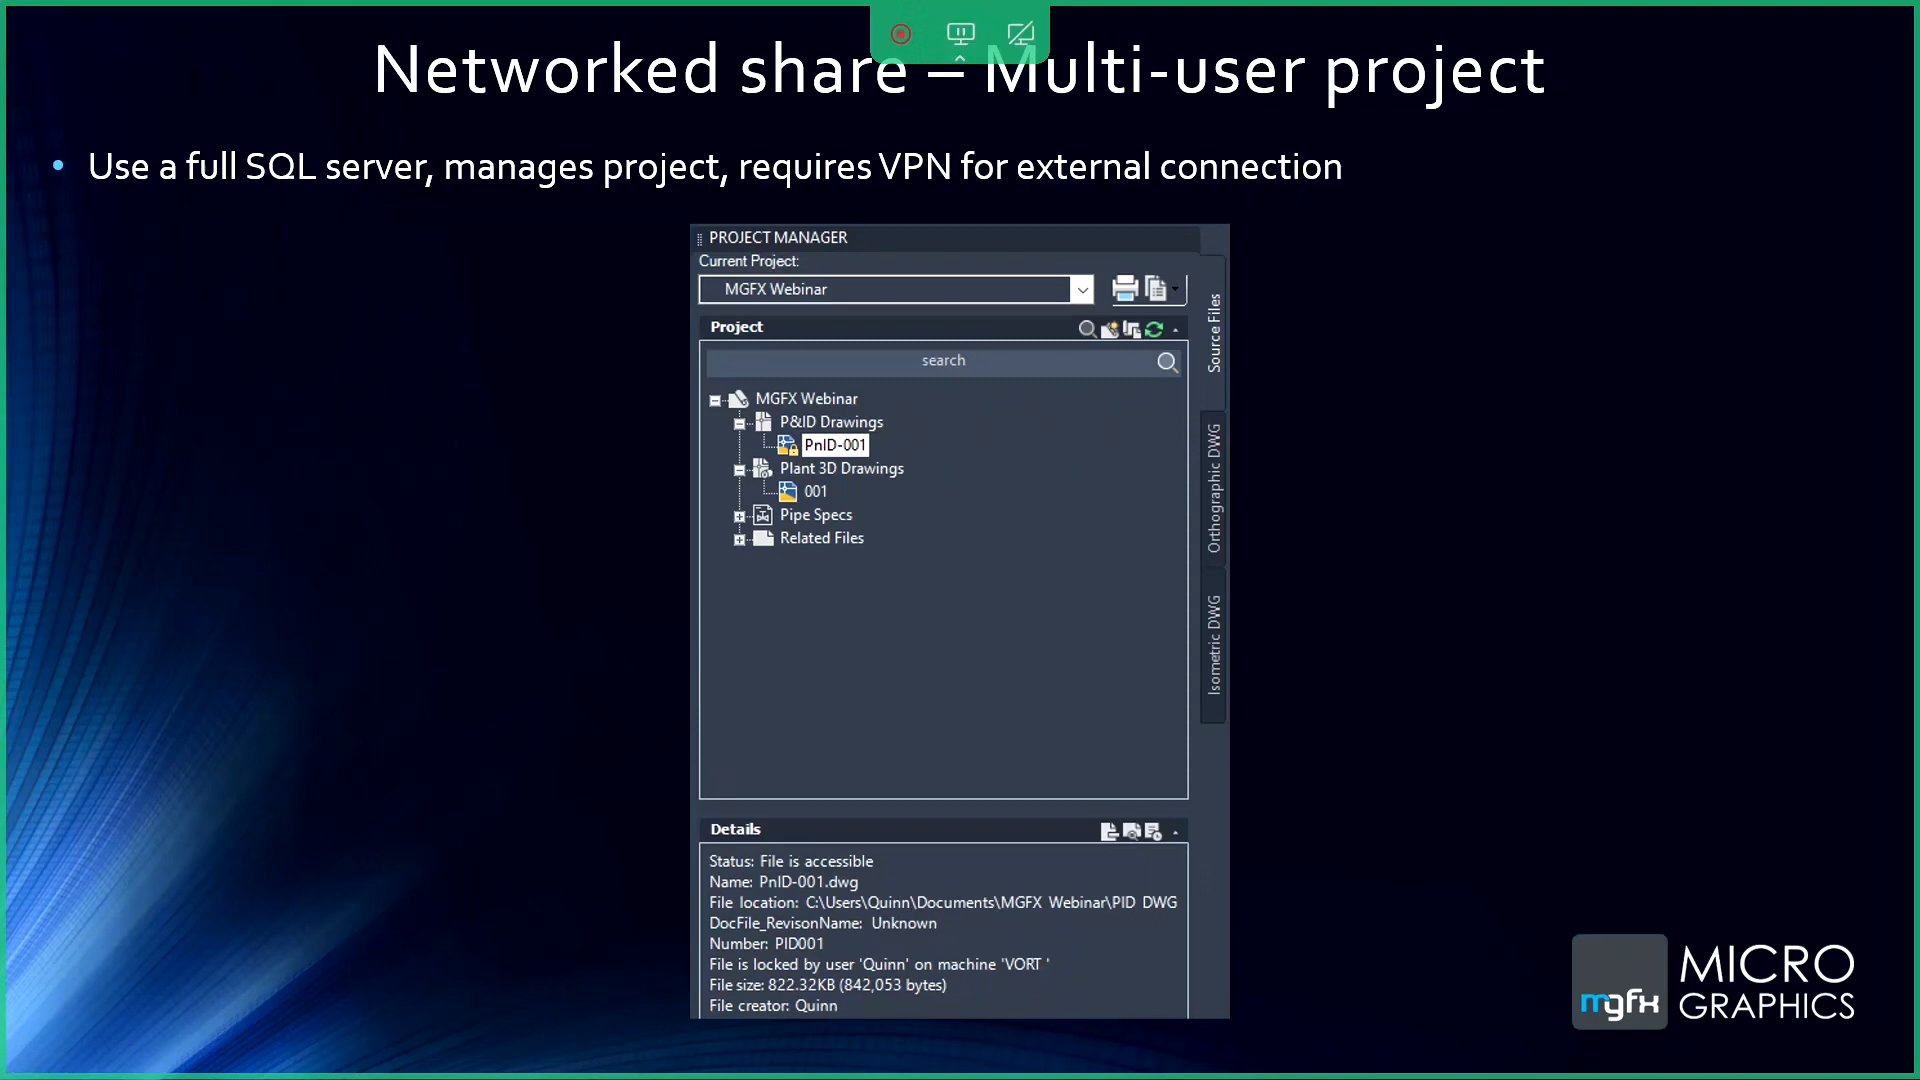 Networked share – Multi-user project
• Use a full SQL server, manages project, requires VPN for external connection
PROJECT MANAGER
Current Project:
MGFX Webinar
Project
search
MGFX Webinar
P&ID Drawings
PnID-001
Plant 3D Drawings
001
Pipe Specs
Related Files
Source Files
Orthographic DWG
Isometric DWG
Details
Status: File is accessible
Name: PnID-001.dwg
File location: C:\Users\Quinn\Documents\MGFX Webinar\PID DWG
DocFile_RevisonName: Unknown
Number: PID001
File is locked by user 'Quinn' on machine 'VORT '
File size: 822.32KB (842,053 bytes)
File creator: Quinn
mgfx
MICRO
GRAPHICS